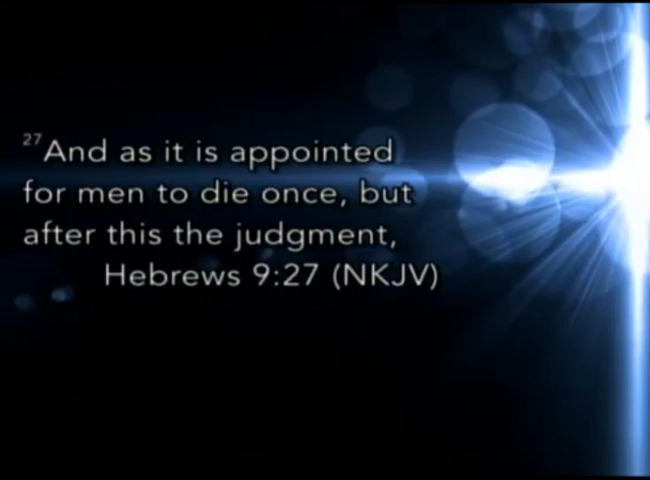 27And as it is appointed
for men to die once, but
after this the judgment,
Hebrews 9:27 (NKJV)